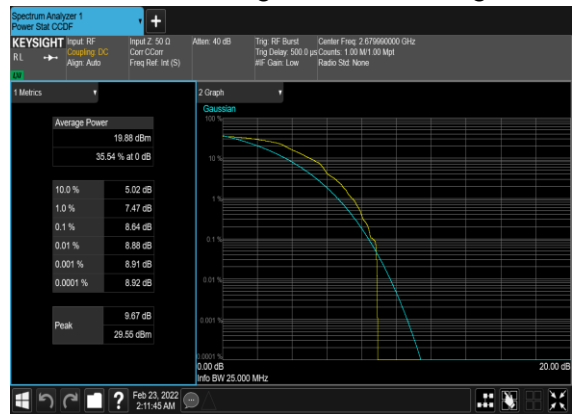 Spectrum Analyzer 1
Power Stat CCDF
KEYSIGHT
RL
Input: RF
Coupling: DC
Align: Auto
Input Z: 50 Ω
Corr CCorr
Freq Ref: Int (S)
Atten: 40 dB
Trig: RF Burst
Trig Delay: 500.0 µs
#IF Gain: Low
Center Freq: 2.679990000 GHz
Counts: 1.00 M/1.00 Mpt
Radio Std: None
1 Metrics
Average Power
19.88 dBm
35.54 % at 0 dB
10.0 % 5.02 dB
1.0 % 7.47 dB
0.1 % 8.64 dB
0.01 % 8.88 dB
0.001 % 8.91 dB
0.0001 % 8.92 dB
Peak
9.67 dB
29.55 dBm
2 Graph
Gaussian
100 %
10 %
1 %
0.1 %
0.01 %
0.001 %
0.0001 %
0.00 dB
20.00 dB
Info BW 25.000 MHz
?
Feb 23, 2022
2:11:45 AM